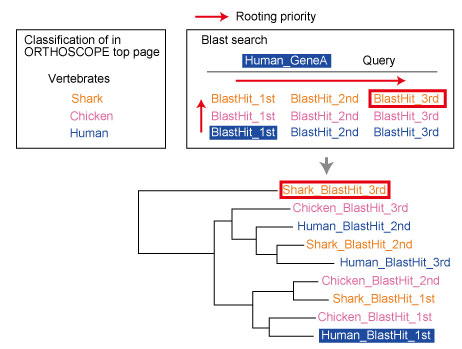 Rooting priority
Classification of in
ORTHOSCOPE top page
Vertebrates
Shark
Chicken
Human
Blast search
Human_GeneA Query
BlastHit_1st BlastHit_2nd BlastHit_3rd
BlastHit_1st BlastHit_2nd BlastHit_3rd
BlastHit_1st BlastHit_2nd BlastHit_3rd
Shark_BlastHit_3rd
Chicken_BlastHit_3rd
Human_BlastHit_2nd
Shark_BlastHit_2nd
Human_BlastHit_3rd
Chicken_BlastHit_2nd
Shark_BlastHit_1st
Chicken_BlastHit_1st
Human_BlastHit_1st